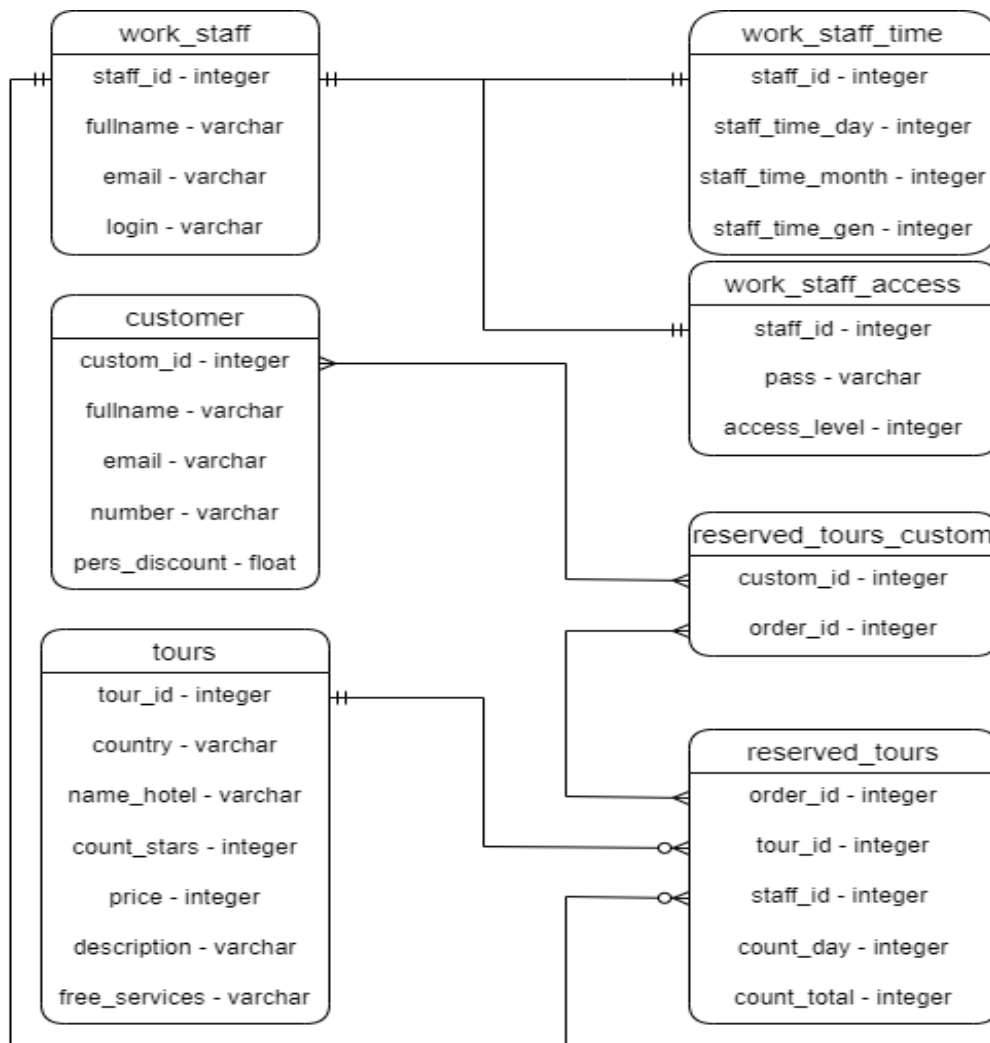 work_staff
staff_id - integer
fullname - varchar
email - varchar
login - varchar
work_staff_time
staff_id - integer
staff_time_day - integer
staff_time_month - integer
staff_time_gen - integer
work_staff_access
staff_id - integer
pass - varchar
access_level - integer
customer
custom_id - integer
fullname - varchar
email - varchar
number - varchar
pers_discount - float
reserved_tours_custom
custom_id - integer
order_id - integer
tours
tour_id - integer
country - varchar
name_hotel - varchar
count_stars - integer
price - integer
description - varchar
free_services - varchar
reserved_tours
order_id - integer
tour_id - integer
staff_id - integer
count_day - integer
count_total - integer